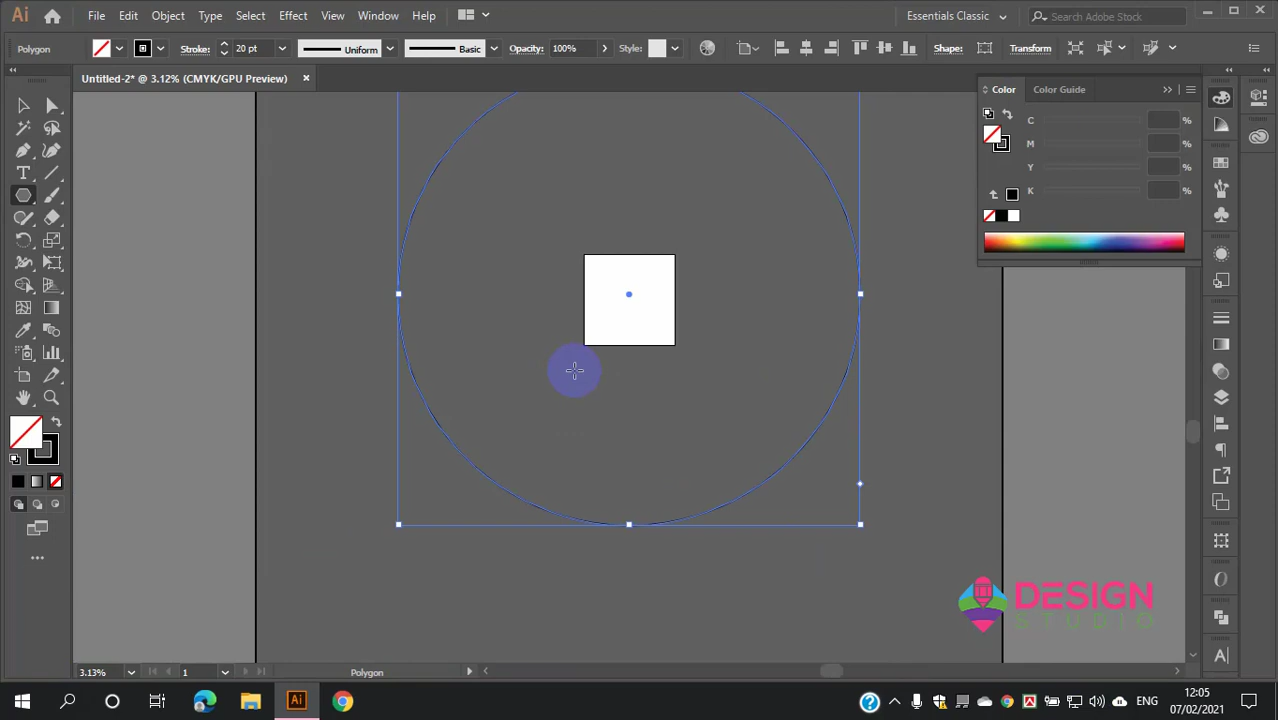 Ai File Edit Object Type Select Effect View Window Help Essentials Classic Search Adobe Stock
Polygon Stroke: 20 pt Uniform Basic Opacity: 100% Style: Shape: Transform
Untitled-2* @ 3.12% (CMYK/GPU Preview)
Color Color Guide
C %
M %
Y %
K %
DESIGN
STUDIO
3.13% 1 Polygon
Ai ENG
12:05
07/02/2021